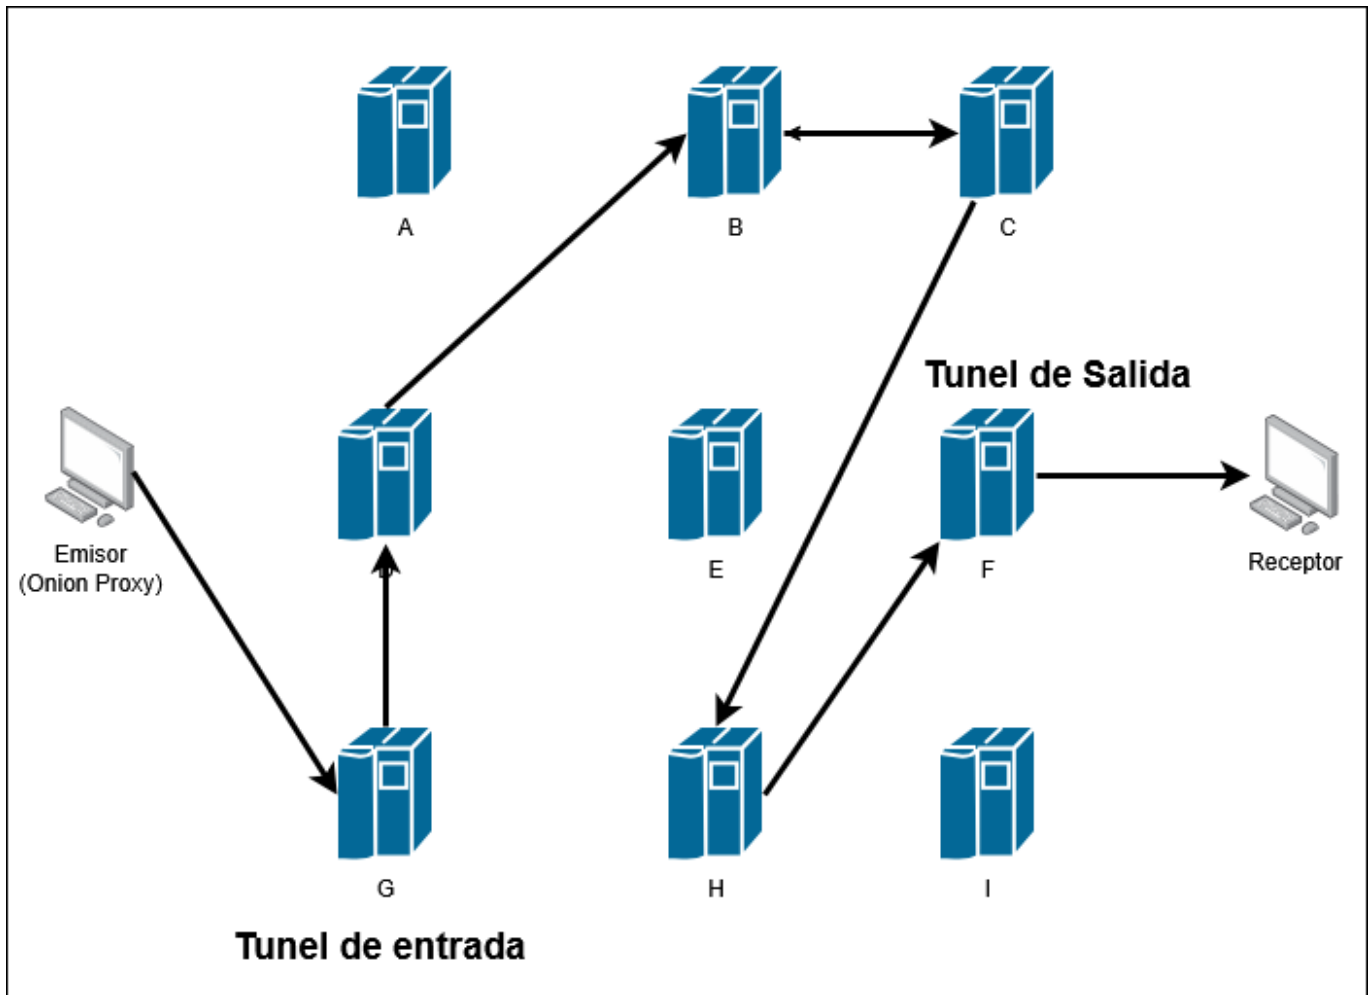 A
B
C
Tunel de Salida
Emisor
(Onion Proxy)
D
E
F
Receptor
G
H
I
Tunel de entrada